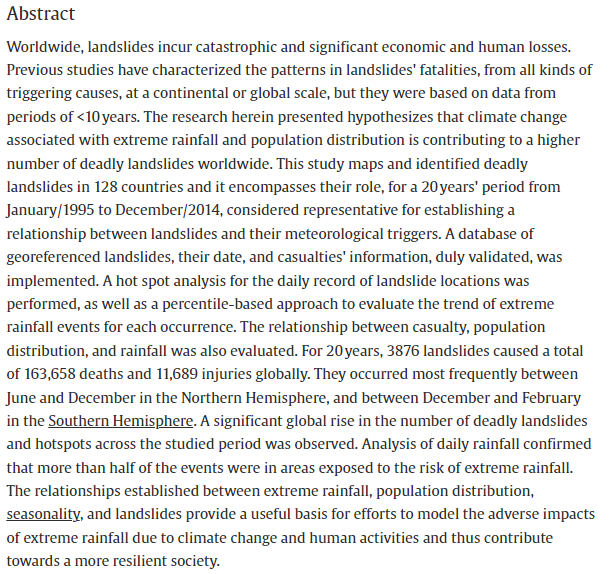 Abstract
Worldwide, landslides incur catastrophic and significant economic and human losses.
Previous studies have characterized the patterns in landslides' fatalities, from all kinds of
triggering causes, at a continental or global scale, but they were based on data from
periods of <10 years. The research herein presented hypothesizes that climate change
associated with extreme rainfall and population distribution is contributing to a higher
number of deadly landslides worldwide. This study maps and identified deadly
landslides in 128 countries and it encompasses their role, for a 20 years' period from
January/1995 to December/2014, considered representative for establishing a
relationship between landslides and their meteorological triggers. A database of
georeferenced landslides, their date, and casualties' information, duly validated, was
implemented. A hot spot analysis for the daily record of landslide locations was
performed, as well as a percentile-based approach to evaluate the trend of extreme
rainfall events for each occurrence. The relationship between casualty, population
distribution, and rainfall was also evaluated. For 20 years, 3876 landslides caused a total
of 163,658 deaths and 11,689 injuries globally. They occurred most frequently between
June and December in the Northern Hemisphere, and between December and February
in the Southern Hemisphere. A significant global rise in the number of deadly landslides
and hotspots across the studied period was observed. Analysis of daily rainfall confirmed
that more than half of the events were in areas exposed to the risk of extreme rainfall.
The relationships established between extreme rainfall, population distribution,
seasonality, and landslides provide a useful basis for efforts to model the adverse impacts
of extreme rainfall due to climate change and human activities and thus contribute
towards a more resilient society.